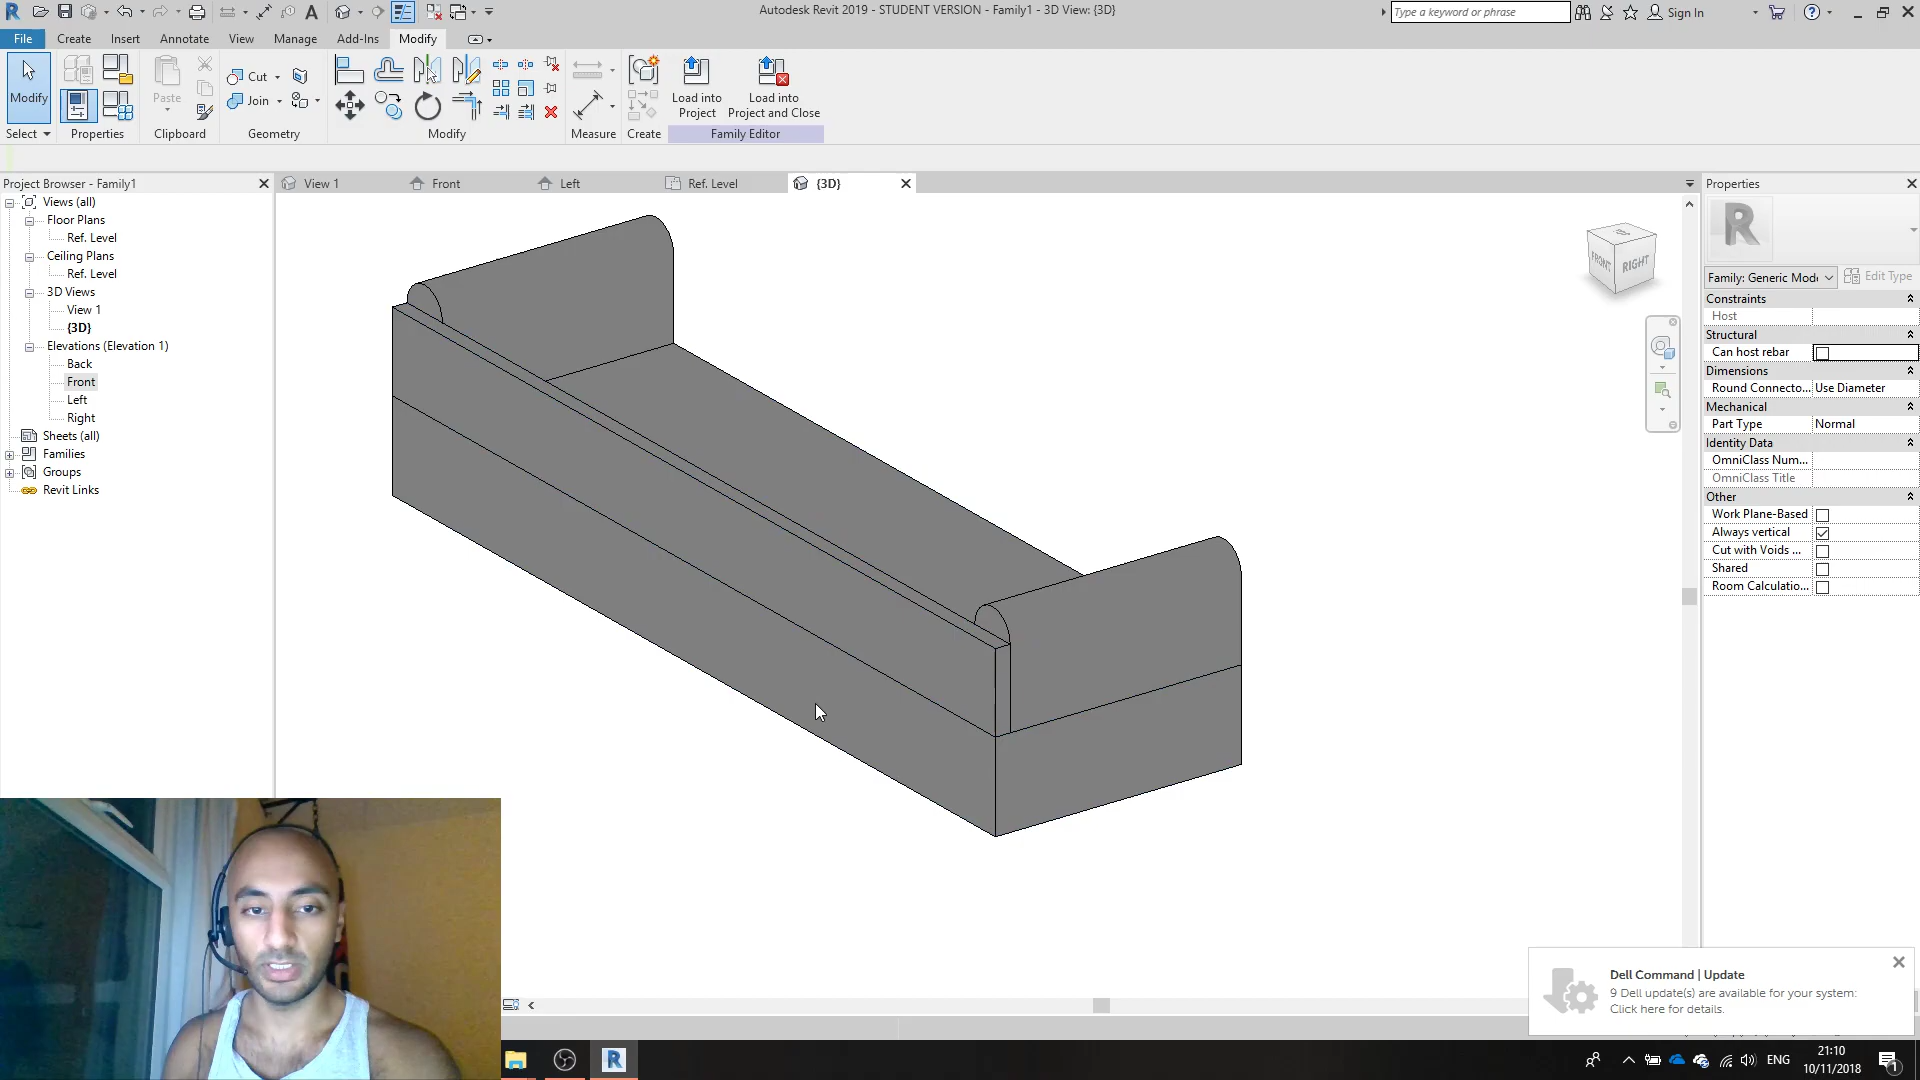 Autodesk Revit 2019 - STUDENT VERSION - Family1 - 3D View: {3D}
Type a keyword or phrase
Sign In
File Create Insert Annotate View Manage Add-Ins Modify
Modify
Paste
Cut
Join
Load into
Project
Load into
Project and Close
Select Properties Clipboard Geometry Modify Measure Create Family Editor
Project Browser - Family1
View 1
Front
Left
Ref. Level
{3D}
Properties
Views (all)
Floor Plans
Ref. Level
Ceiling Plans
Ref. Level
3D Views
View 1
{3D}
Elevations (Elevation 1)
Back
Front
Left
Right
Sheets (all)
Families
Groups
Revit Links
FRONT
RIGHT
R
Family: Generic Mode
Edit Type
Constraints
Host
Structural
Can host rebar
Dimensions
Round Connecto... Use Diameter
Mechanical
Part Type Normal
Identity Data
OmniClass Num...
OmniClass Title
Other
Work Plane-Based
Always vertical
Cut with Voids ...
Shared
Room Calculatio...
Dell Command | Update
9 Dell update(s) are available for your system:
Click here for details.
ENG
21:10
10/11/2018